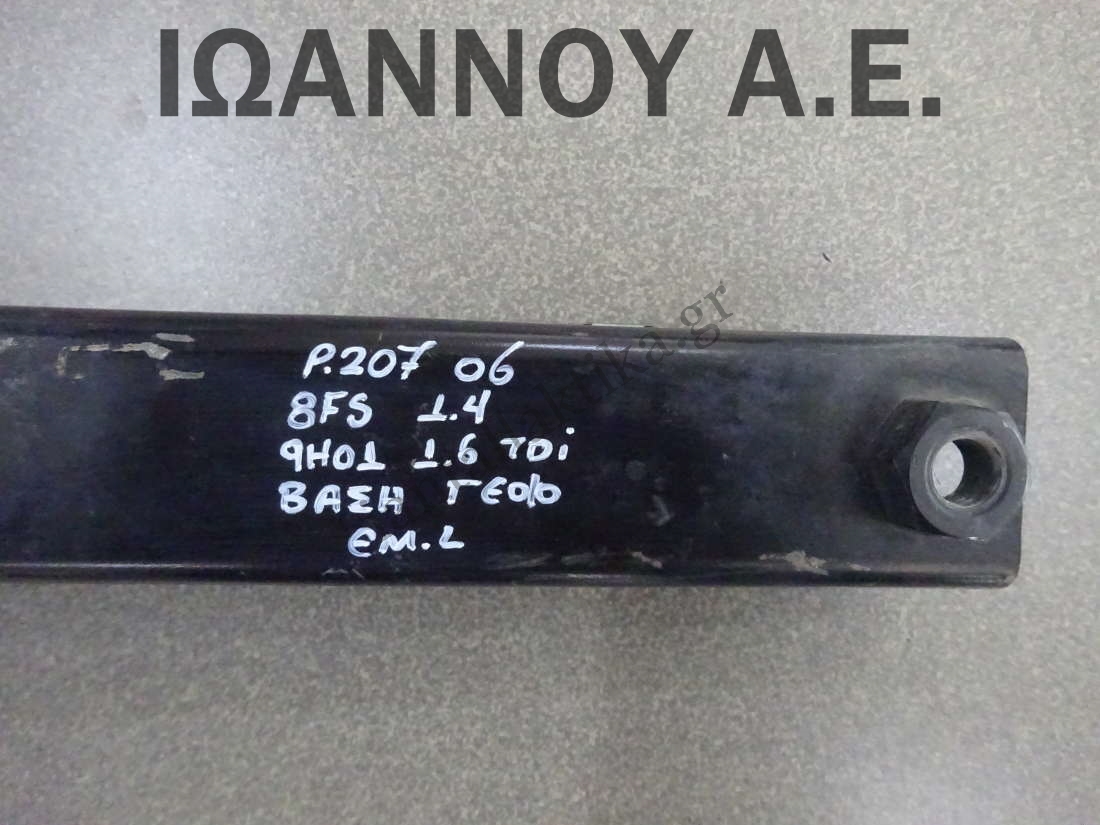 ΙΩΑΝΝΟΥ Α.Ε.
P.207 06
8FS 1.4
9H01 1.6 TDi
ΒΑΣΗ ΓΕΦ/Ο
ΕΜ.L